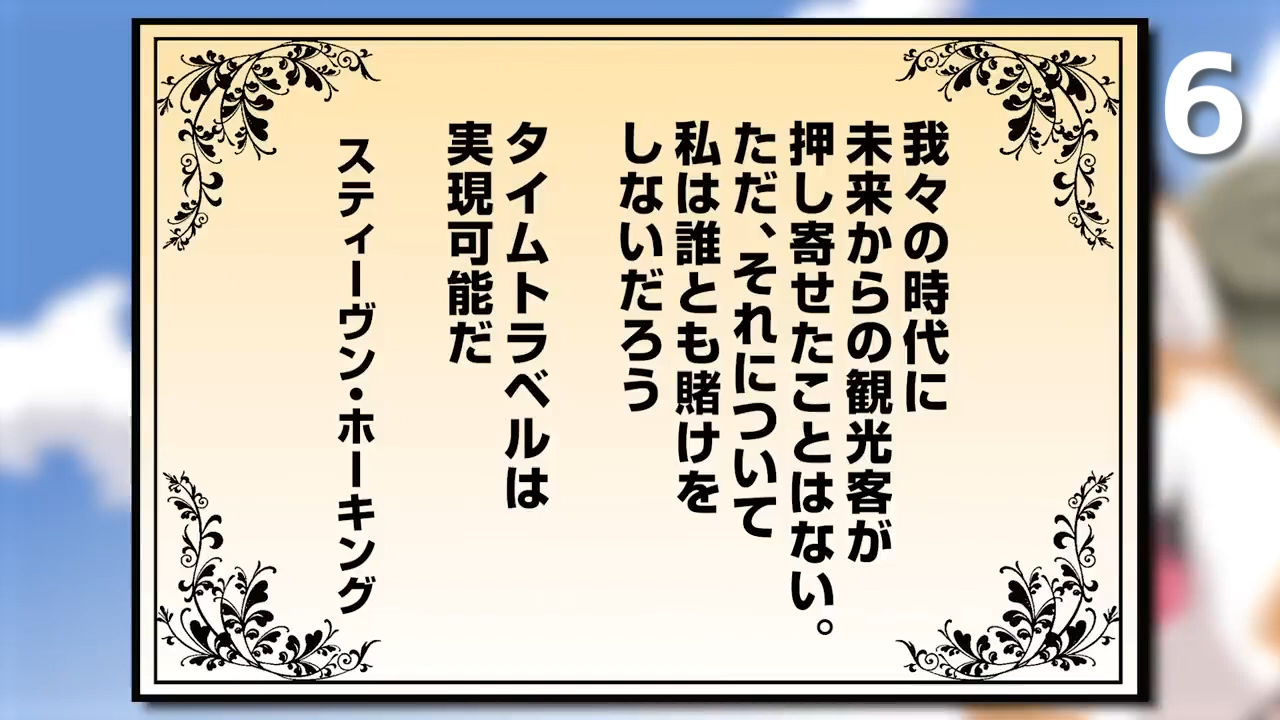 我々の時代に
未来からの観光客が
押し寄せたことはない。
ただ、それについて
私は誰とも賭けを
しないだろう
タイムトラベルは
実現可能だ
スティーヴン・ホーキング
6